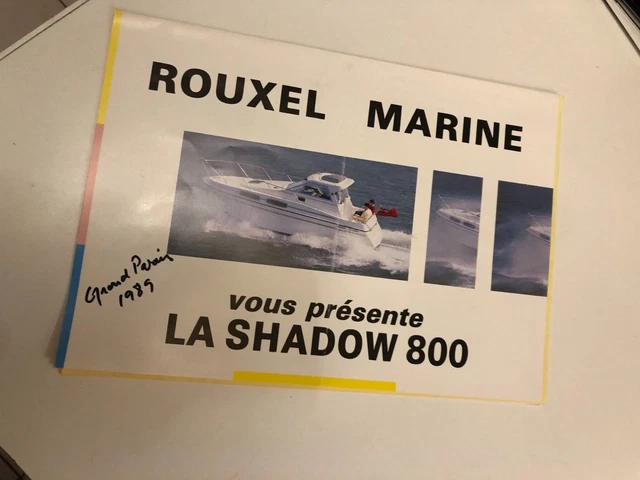 ROUXEL MARINE
Grand Pavois
1989
vous présente
LA SHADOW 800